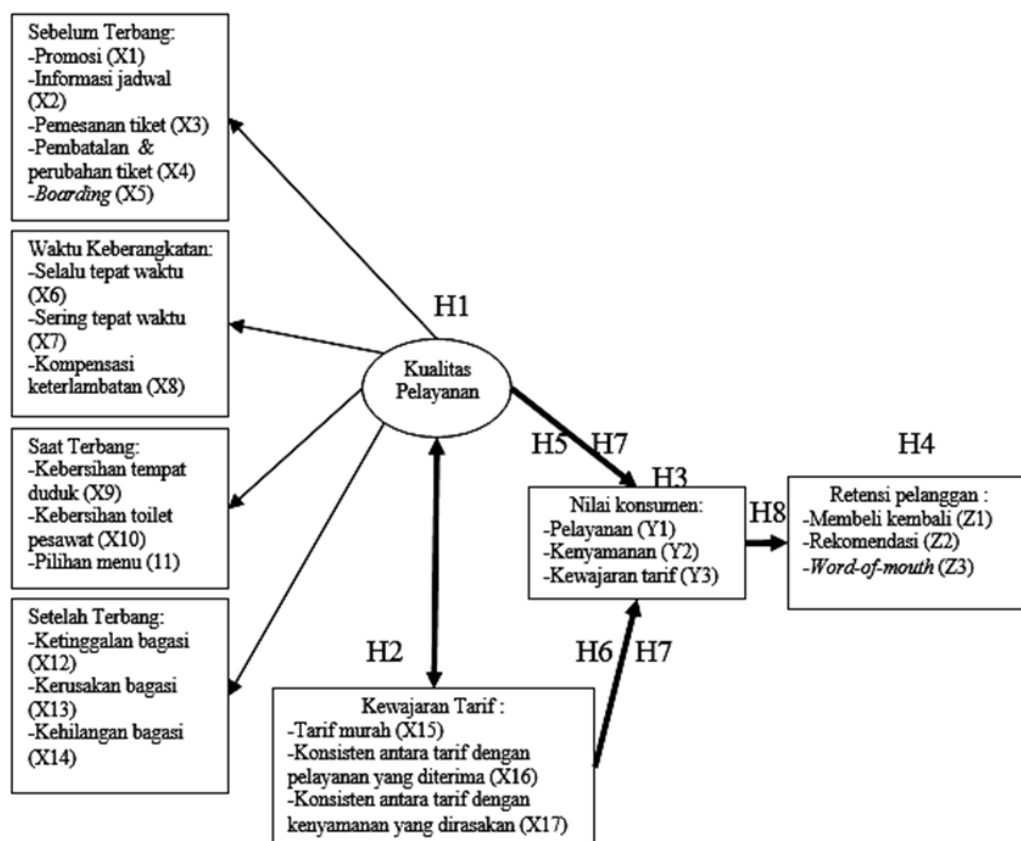 Sebelum Terbang:
-Promosi (X1)
-Informasi jadwal
(X2)
-Pemesanan tiket (X3)
-Pembatalan &
perubahan tiket (X4)
-Boarding (X5)
Waktu Keberangkatan:
-Selalu tepat waktu
(X6)
-Sering tepat waktu
(X7)
-Kompensasi
keterlambatan (X8)
Saat Terbang:
-Kebersihan tempat
duduk (X9)
-Kebersihan toilet
pesawat (X10)
-Pilihan menu (11)
Setelah Terbang:
-Ketinggalan bagasi
(X12)
-Kerusakan bagasi
(X13)
-Kehilangan bagasi
(X14)
H1
Kualitas
Pelayanan
H2
Kewajaran Tarif :
-Tarif murah (X15)
-Konsisten antara tarif dengan
pelayanan yang diterima (X16)
-Konsisten antara tarif dengan
kenyamanan yang dirasakan (X17)
H5 H7
H6 H7
H3
Nilai konsumen:
-Pelayanan (Y1)
-Kenyamanan (Y2)
-Kewajaran tarif (Y3)
H8
H4
Retensi pelanggan :
-Membeli kembali (Z1)
-Rekomendasi (Z2)
-Word-of-mouth (Z3)